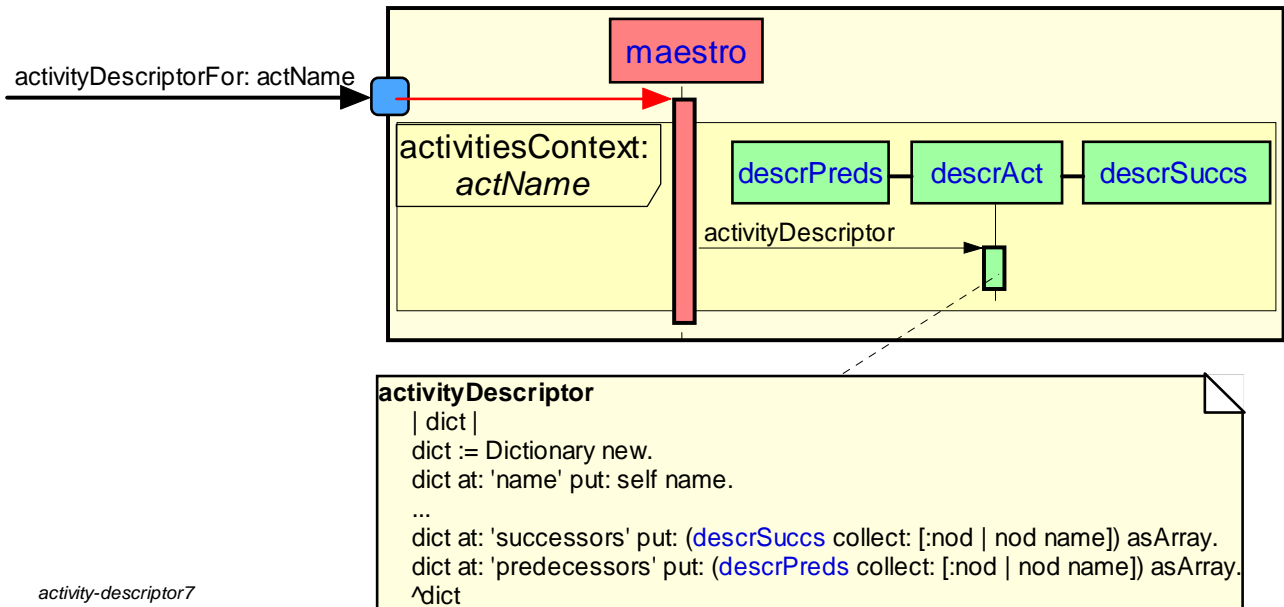 maestro
activityDescriptorFor: actName
activitiesContext:
actName
descrPreds
descrAct
descrSuccs
activityDescriptor
activityDescriptor
| dict |
dict := Dictionary new.
dict at: 'name' put: self name.
...
dict at: 'successors' put: (descrSuccs collect: [:nod | nod name]) asArray.
dict at: 'predecessors' put: (descrPreds collect: [:nod | nod name]) asArray.
^dict
activity-descriptor7